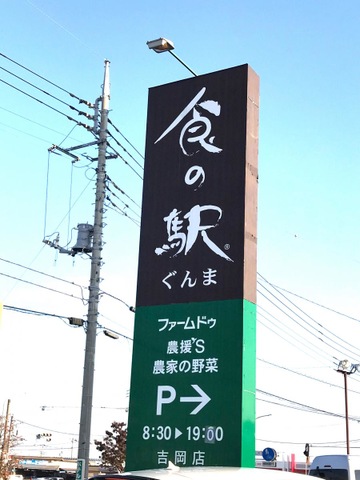 食の駅®
ぐんま
ファームドゥ
農援'S
農家の野菜
P→
8:30▶19:00
吉岡店